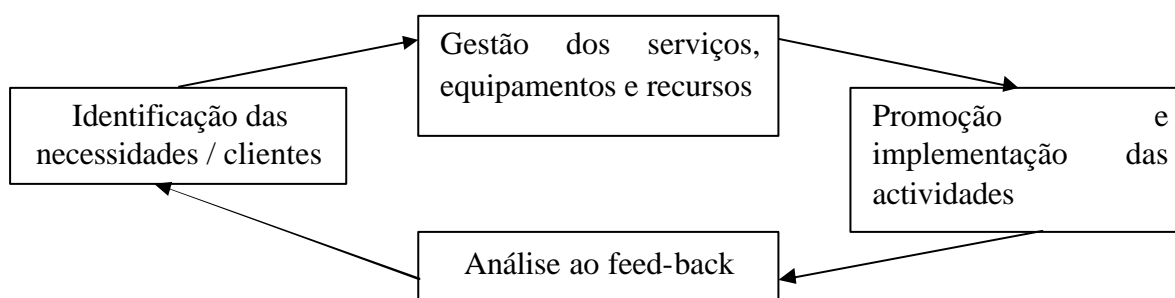 Gestão dos serviços,
equipamentos e recursos
Identificação das
necessidades / clientes
Promoção e
implementação das
actividades
Análise ao feed-back